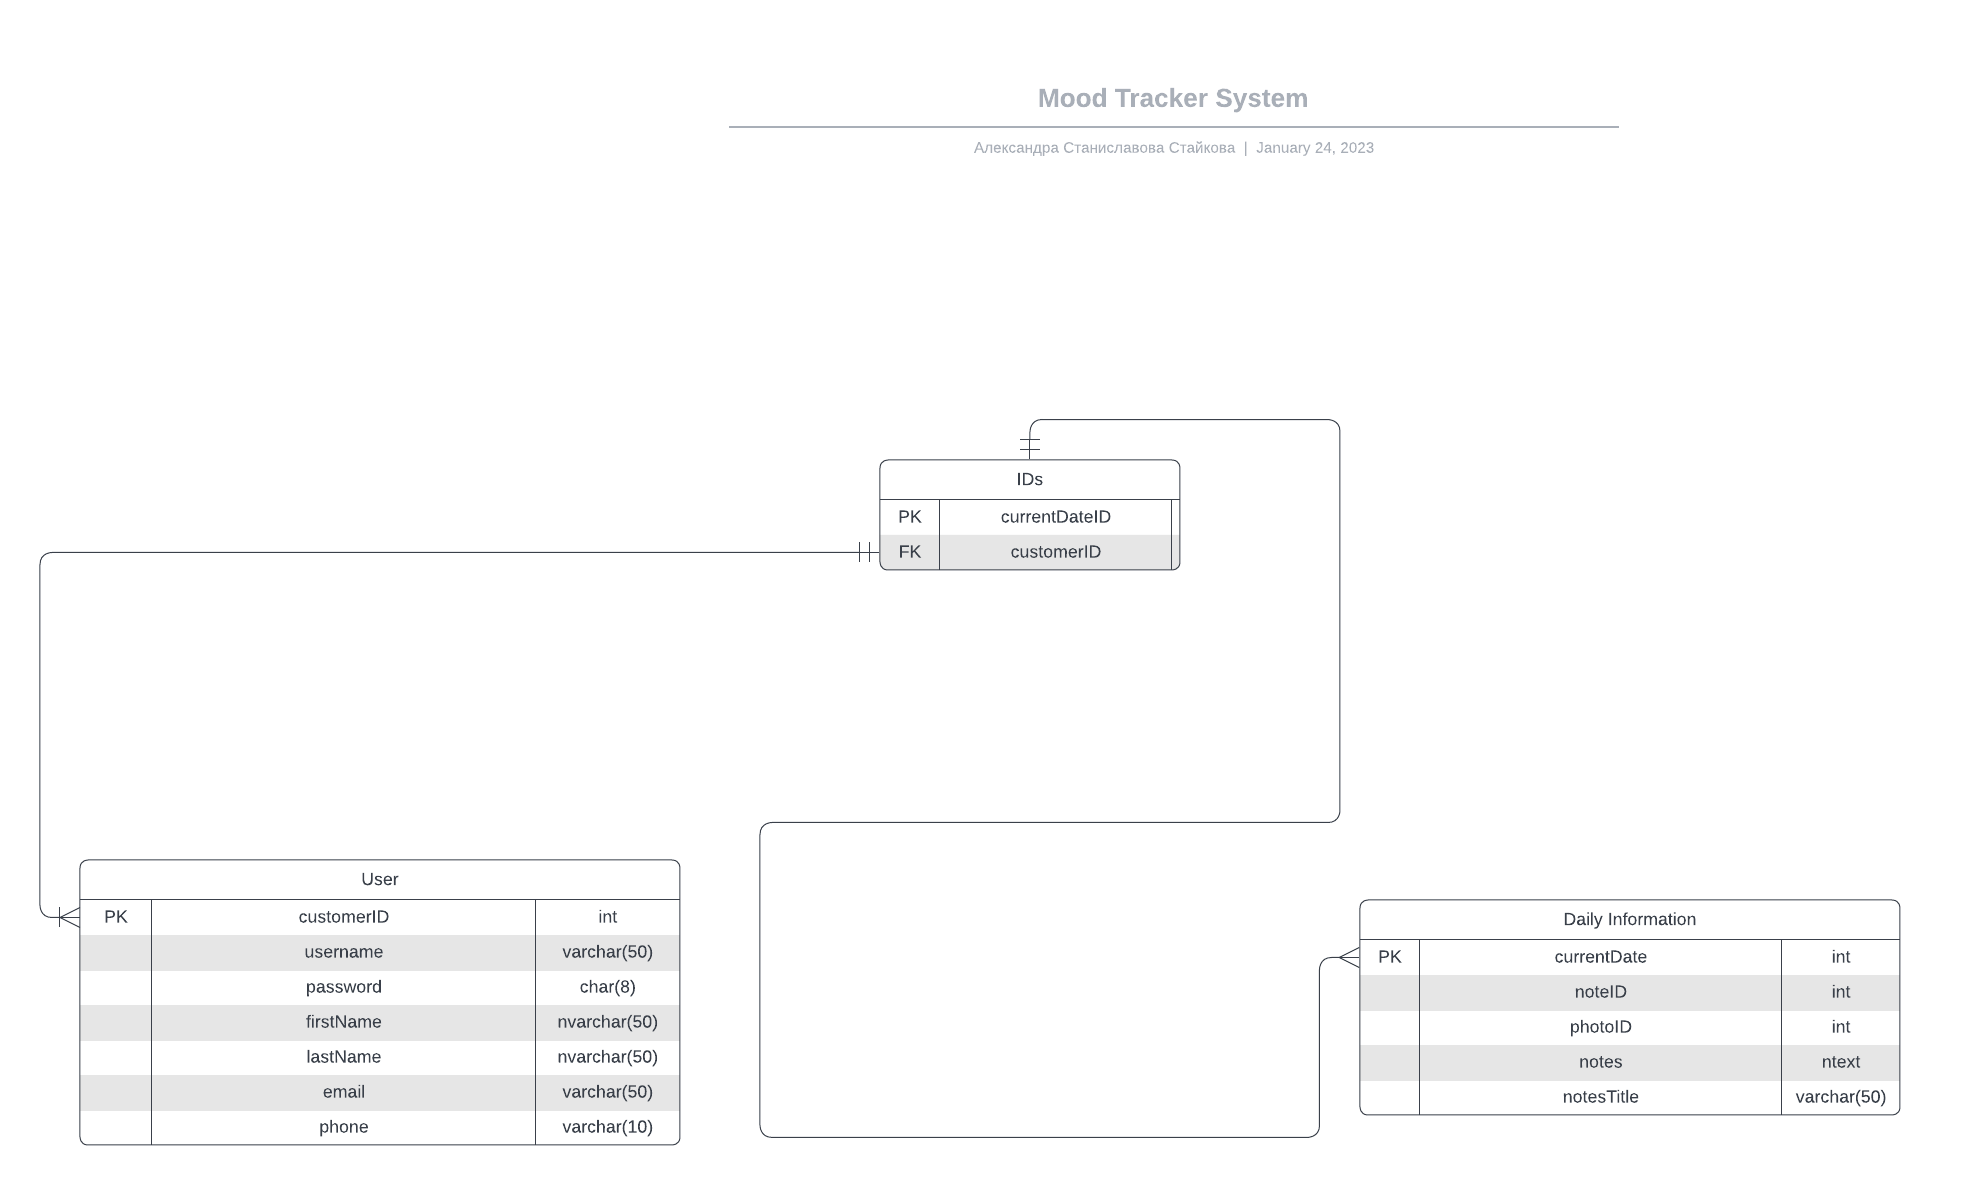 Mood Tracker System
Александра Станиславова Стайкова | January 24, 2023
IDs
PK currentDateID
FK customerID
User
PK customerID int
username varchar(50)
password char(8)
firstName nvarchar(50)
lastName nvarchar(50)
email varchar(50)
phone varchar(10)
Daily Information
PK currentDate int
noteID int
photoID int
notes ntext
notesTitle varchar(50)